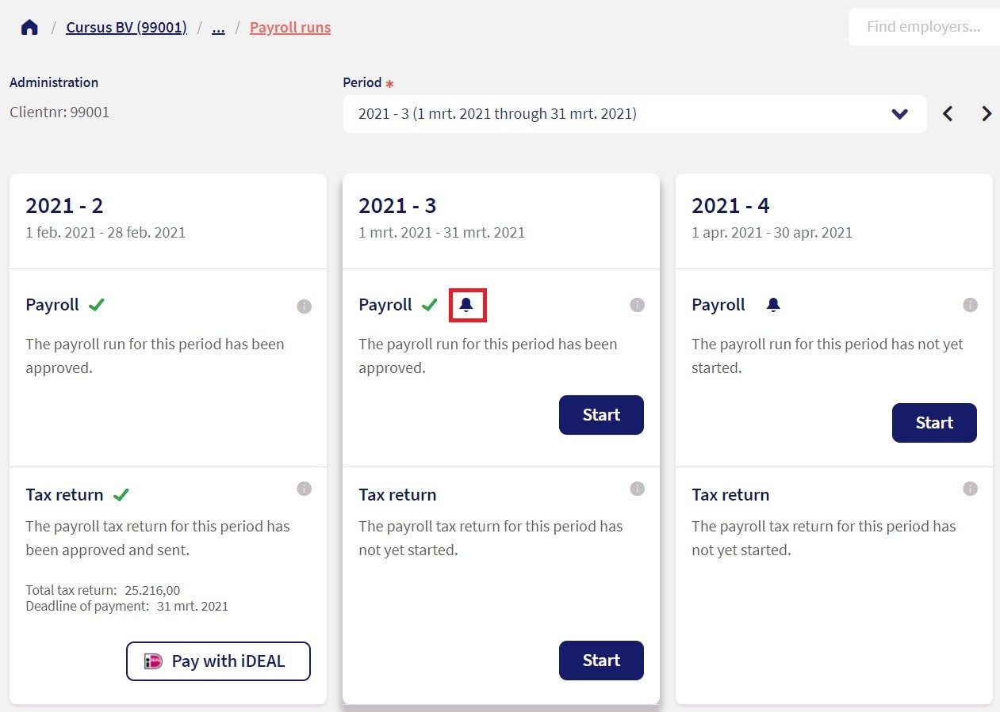 / Cursus BV (99001) / ... / Payroll runs
Find employers...
Administration
Clientnr: 99001
Period *
2021 - 3 (1 mrt. 2021 through 31 mrt. 2021)
2021 - 2
1 feb. 2021 - 28 feb. 2021
Payroll
The payroll run for this period has been
approved.
Tax return
The payroll tax return for this period has
been approved and sent.
Total tax return: 25.216,00
Deadline of payment: 31 mrt. 2021
Pay with iDEAL
2021 - 3
1 mrt. 2021 - 31 mrt. 2021
Payroll
The payroll run for this period has been
approved.
Start
Tax return
The payroll tax return for this period has
not yet started.
Start
2021 - 4
1 apr. 2021 - 30 apr. 2021
Payroll
The payroll run for this period has not yet
started.
Start
Tax return
The payroll tax return for this period has
not yet started.